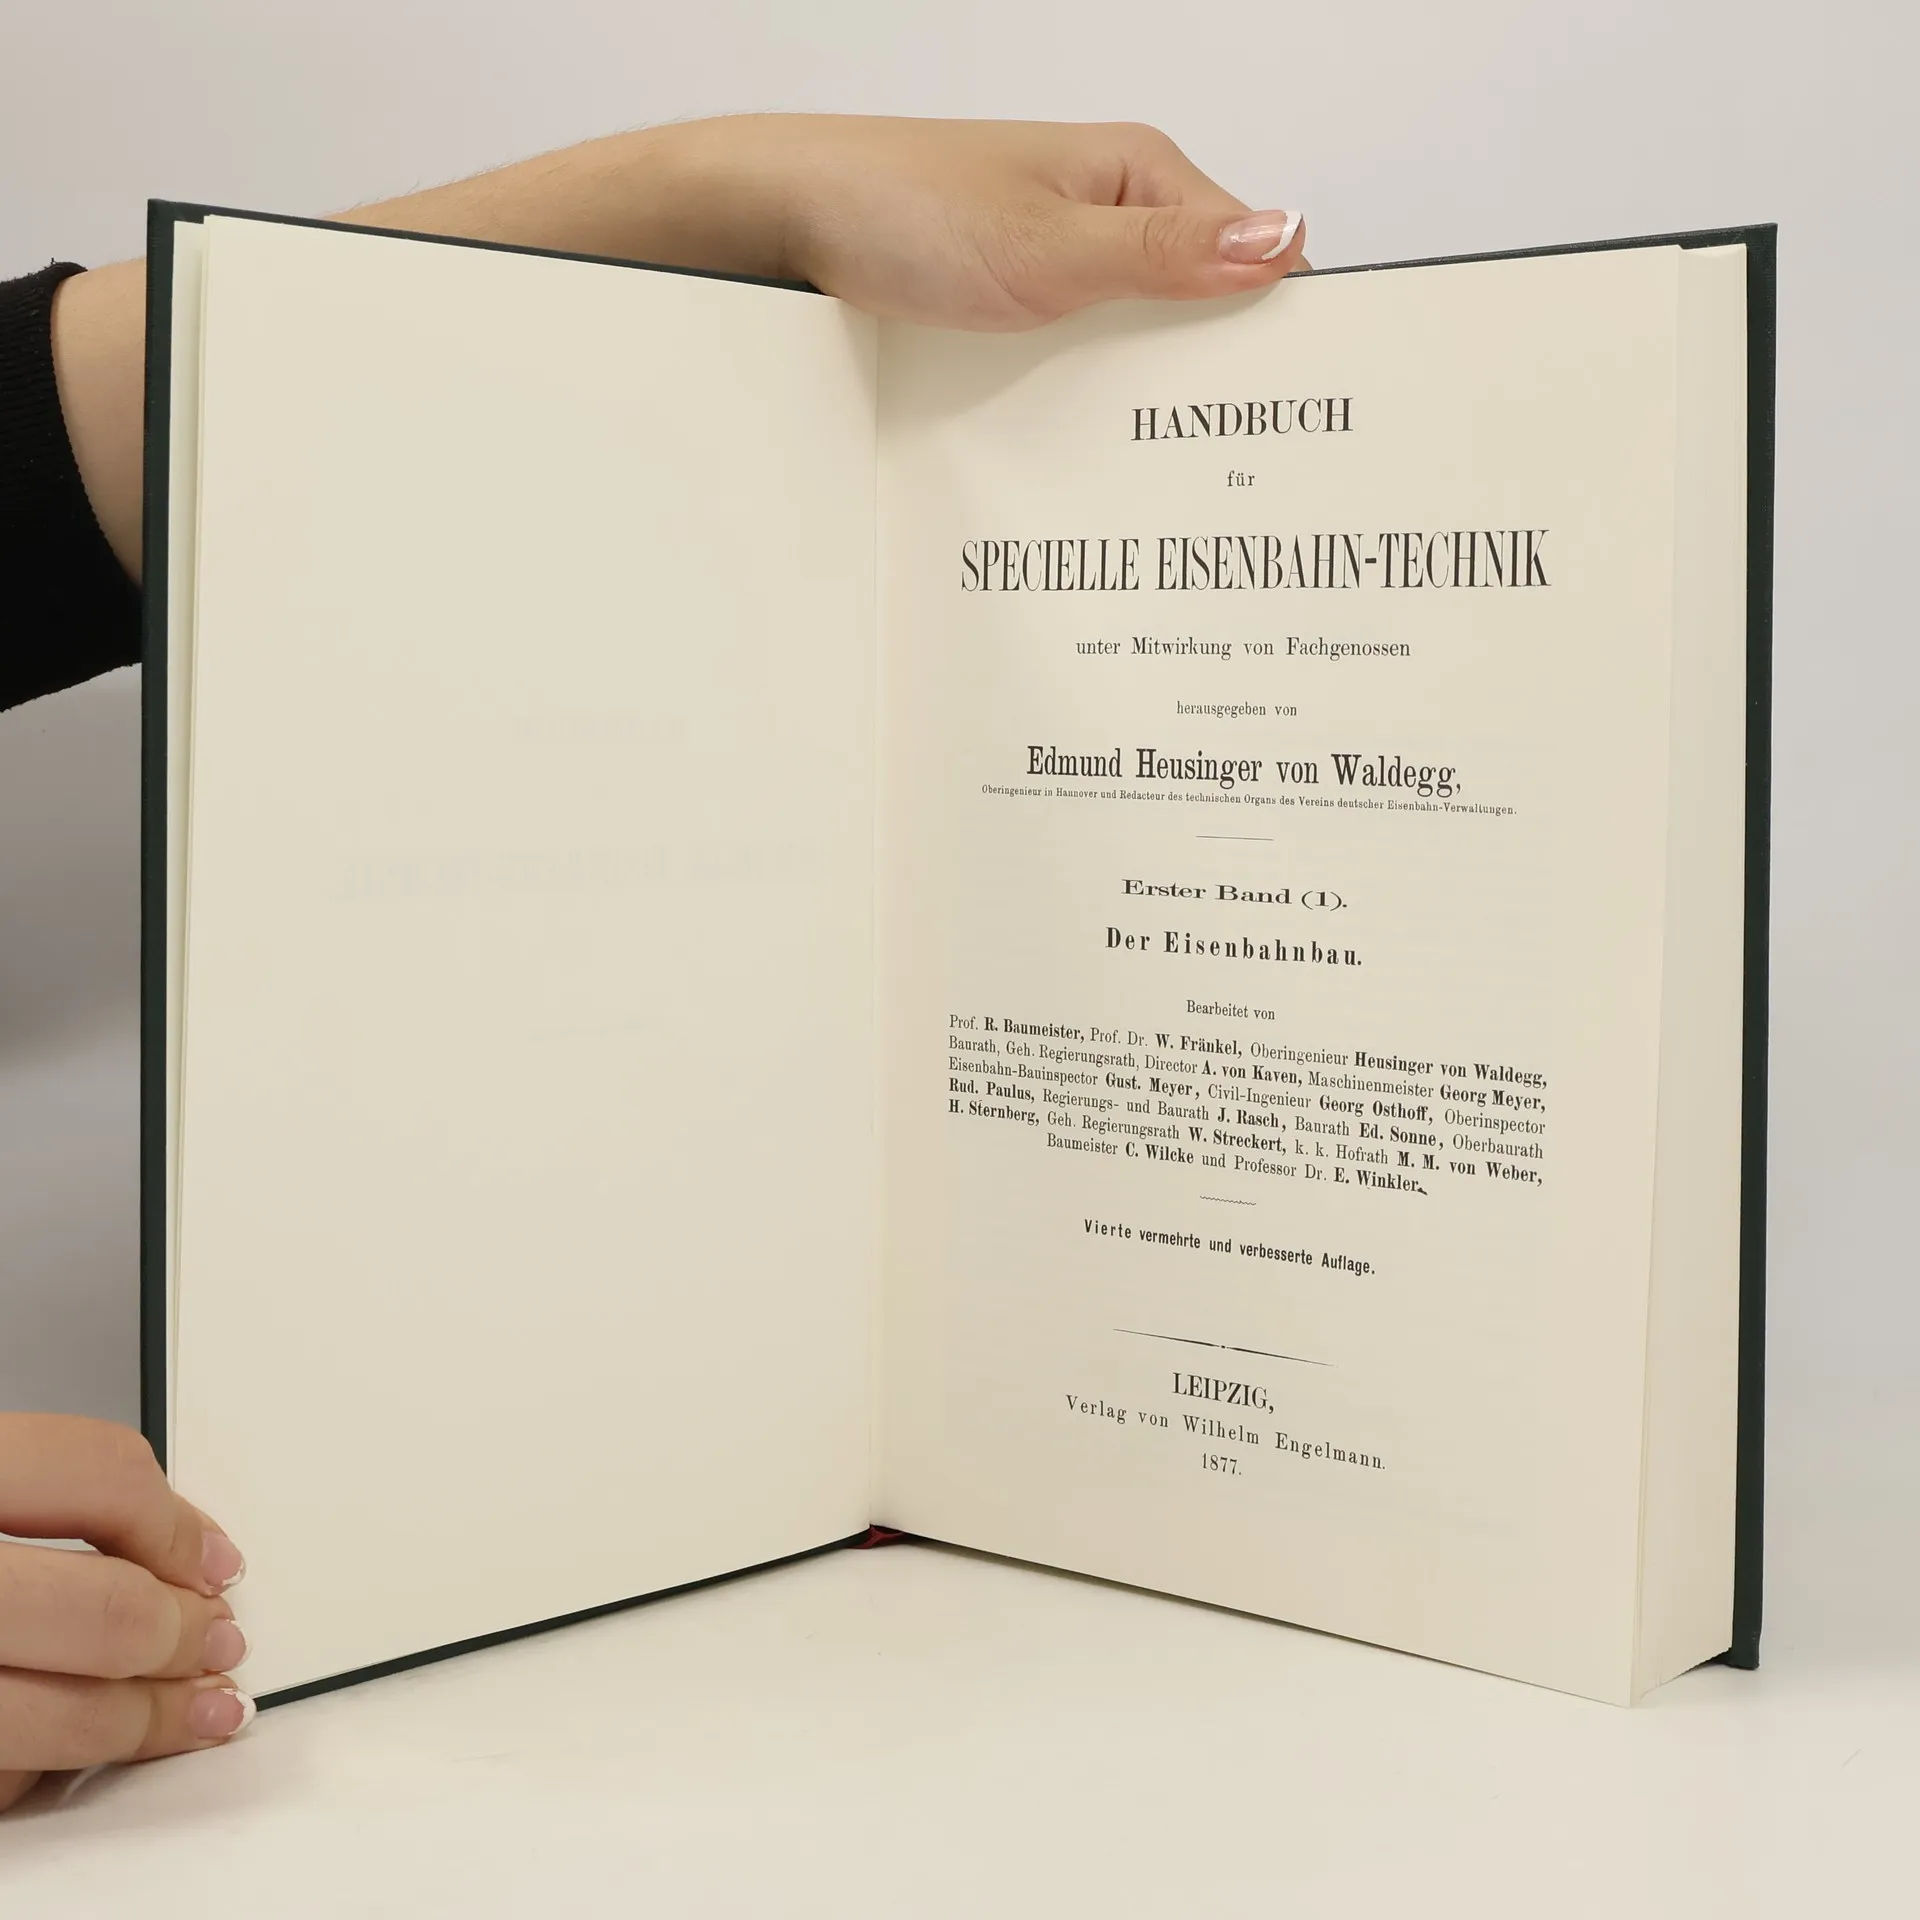 HANDBUCH
für
SPECIELLE EISENBAHN-TECHNIK
unter Mitwirkung von Fachgenossen
herausgegeben von
Edmund Heusinger von Waldegg,
Oberingenieur in Hannover und Redacteur des technischen Organs des Vereins deutscher Eisenbahn-Verwaltungen.
Erster Band (1).
Der Eisenbahnbau.
Bearbeitet von
Prof. R. Baumeister, Prof. Dr. W. Fränkel, Oberingenieur Heusinger von Waldegg,
Baurath, Geh. Regierungsrath, Director A. von Kaven, Maschinenmeister Georg Meyer,
Eisenbahn-Bauinspector Gust. Meyer, Civil-Ingenieur Georg Osthoff, Oberinspector
Rud. Paulus, Regierungs- und Baurath J. Rasch, Baurath Ed. Sonne, Oberbaurath
H. Sternberg, Geh. Regierungsrath W. Streckert, k. k. Hofrath M. M. von Weber,
Baumeister C. Wilcke und Professor Dr. E. Winkler.
Vierte vermehrte und verbesserte Auflage.
LEIPZIG,
Verlag von Wilhelm Engelmann.
1877.